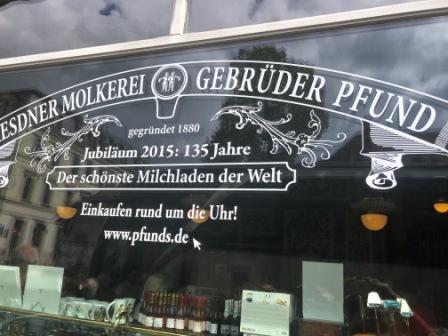 ESDNER MOLKEREI GEBRÜDER PFUND
gegründet 1880
Jubiläum 2015: 135 Jahre
Der schönste Milchladen der Welt
Einkaufen rund um die Uhr!
www.pfunds.de